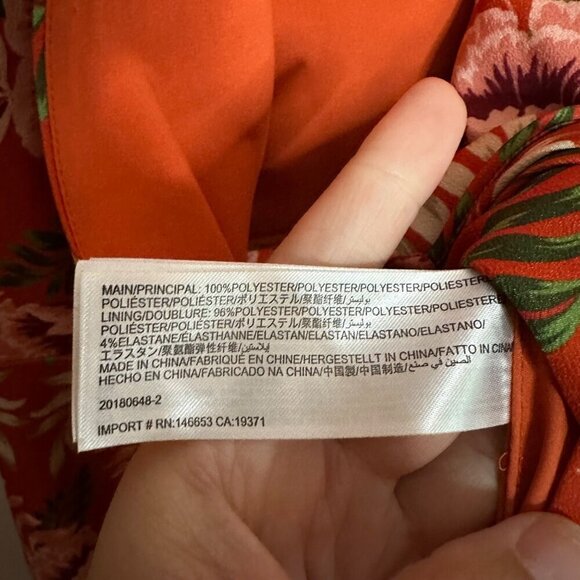 MAIN/PRINCIPAL: 100%POLYESTER/POLYESTER/POLYESTER/POLIESTER/
POLIÉSTER/POLIÉSTER/ポリエステル/聚酯纤维/بوليستر
LINING/DOUBLURE: 96%POLYESTER/POLYESTER/POLYESTER/POLIESTERE/
POLIÉSTER/POLIÉSTER/ポリエステル/聚酯纤维/بوليستر
4%ELASTANE/ÉLASTHANNE/ELASTAN/ELASTAN/ELASTANO/ELASTANO/
エラスタン/聚氨酯弹性纤维/إيلاستين
MADE IN CHINA/FABRIQUÉ EN CHINE/HERGESTELLT IN CHINA/FATTO IN CINA
HECHO EN CHINA/FABRICADO NA CHINA/中国製/中国制造/الصين في صنع
20180648-2
IMPORT # RN:146653 CA:19371